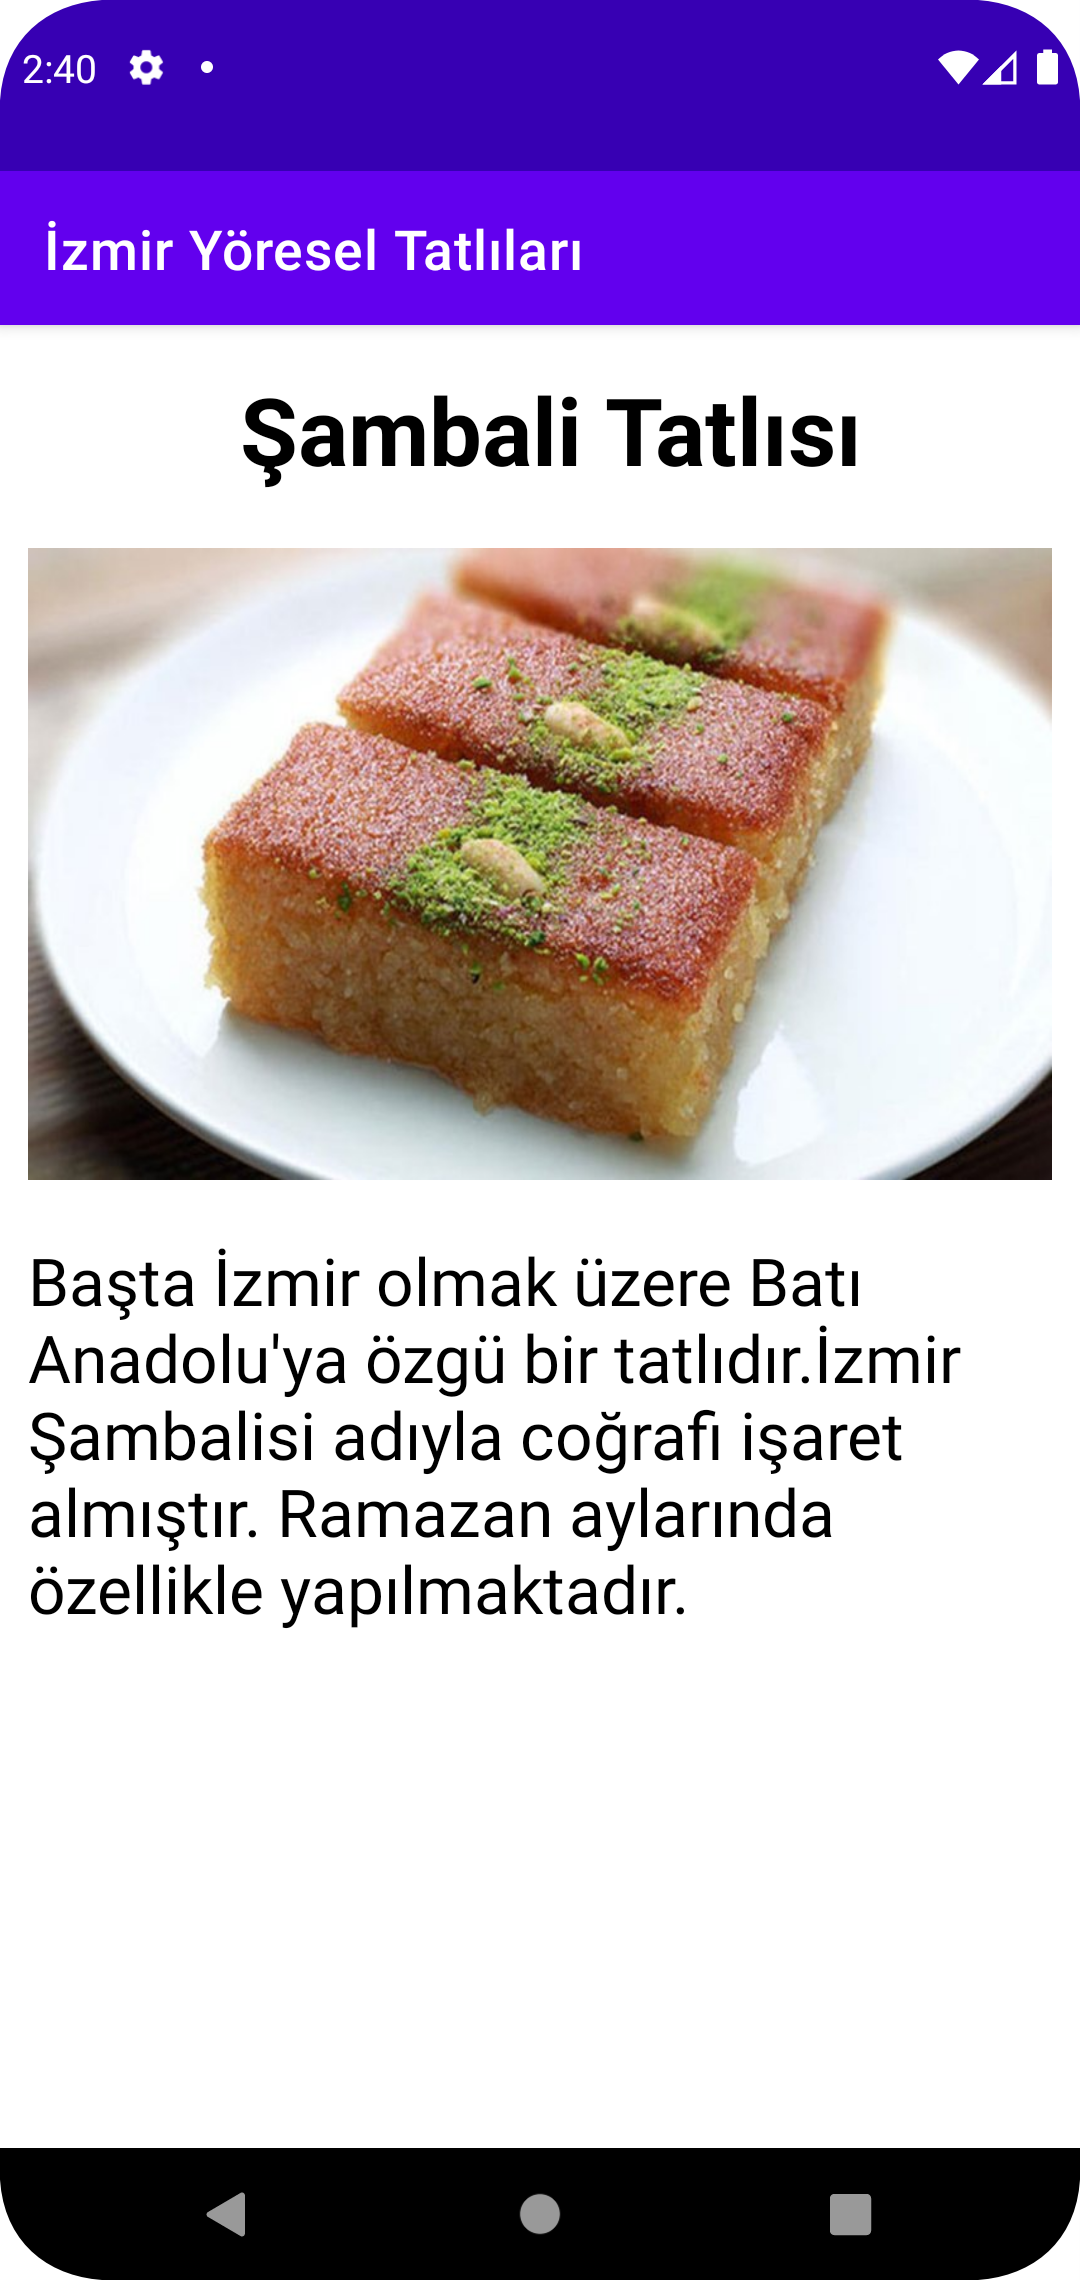 2:40
İzmir Yöresel Tatlıları
Şambali Tatlısı
Başta İzmir olmak üzere Batı
Anadolu'ya özgü bir tatlıdır.İzmir
Şambalisi adıyla coğrafi işaret
almıştır. Ramazan aylarında
özellikle yapılmaktadır.